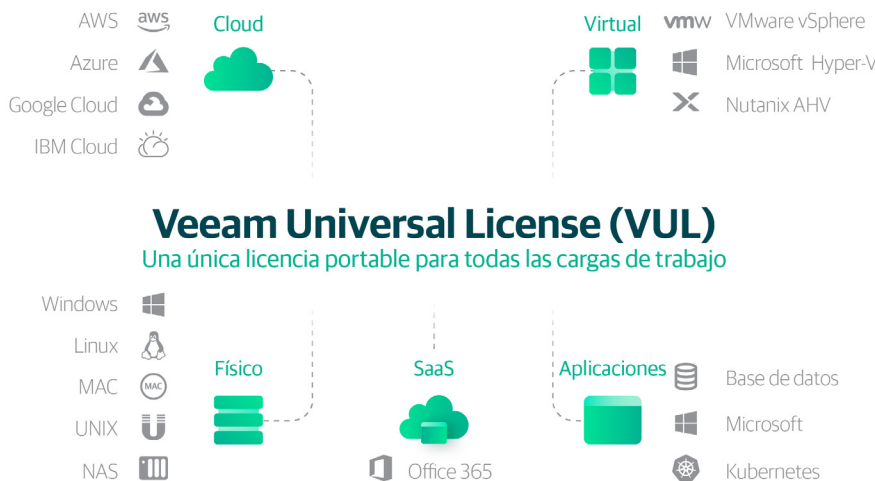 AWS
aws
Cloud
Azure
Google Cloud
IBM Cloud
Virtual
vmw
VMware vSphere
Microsoft Hyper-V
Nutanix AHV
Veeam Universal License (VUL)
Una única licencia portable para todas las cargas de trabajo
Windows
Linux
MAC
MAC
UNIX
NAS
Físico
SaaS
Office 365
Aplicaciones
Base de datos
Microsoft
Kubernetes